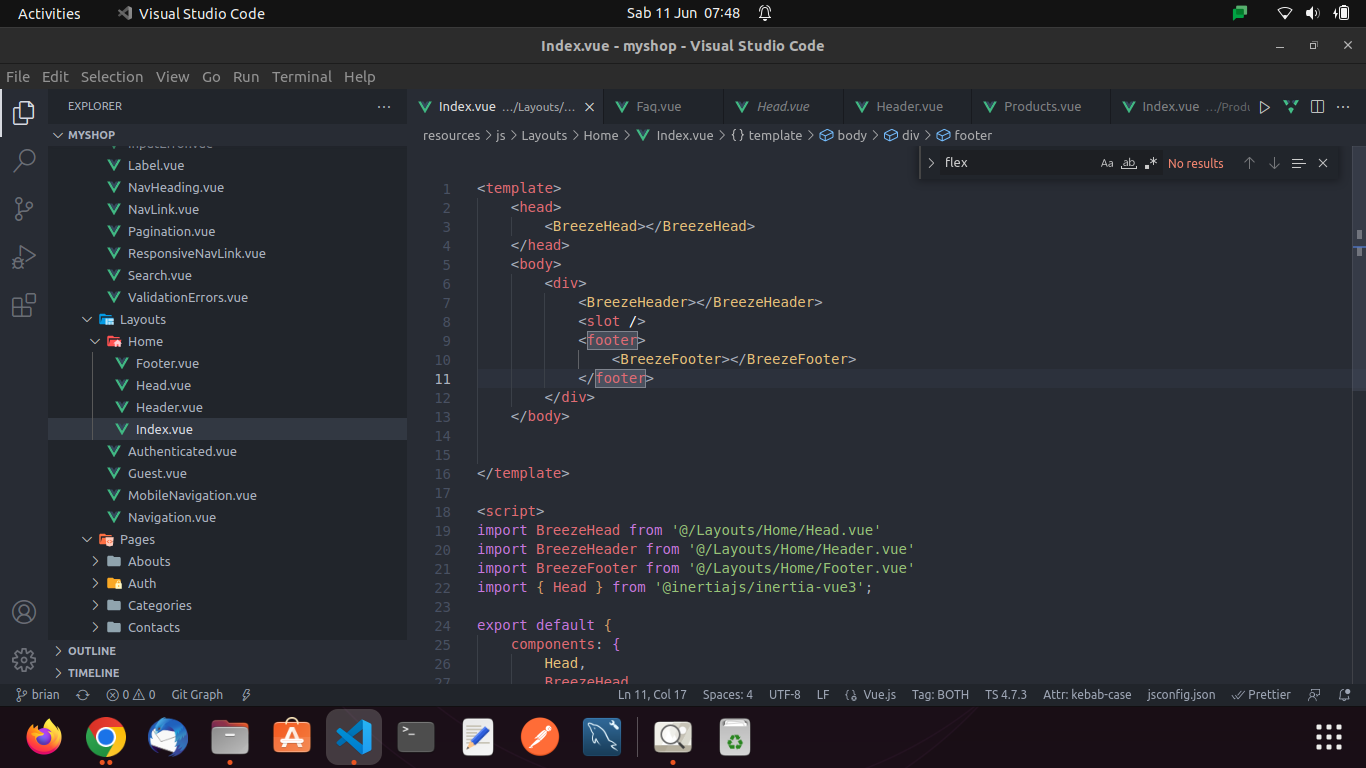 Activities
Visual Studio Code
Sab 11 Jun 07:48
Index.vue - myshop - Visual Studio Code
File Edit Selection View Go Run Terminal Help
EXPLORER
MYSHOP
InputError.vue
Label.vue
NavHeading.vue
NavLink.vue
Pagination.vue
ResponsiveNavLink.vue
Search.vue
ValidationErrors.vue
Layouts
Home
Footer.vue
Head.vue
Header.vue
Index.vue
Authenticated.vue
Guest.vue
MobileNavigation.vue
Navigation.vue
Pages
Abouts
Auth
Categories
Contacts
OUTLINE
TIMELINE
Index.vue .../Layouts/...
Faq.vue
Head.vue
Header.vue
Products.vue
Index.vue .../Produ
resources > js > Layouts > Home > Index.vue > {} template > body > div > footer
flex
Aa ab .*
No results
1 <template>
2 <head>
3 <BreezeHead></BreezeHead>
4 </head>
5 <body>
6 <div>
7 <BreezeHeader></BreezeHeader>
8 <slot />
9 <footer>
10 <BreezeFooter></BreezeFooter>
11 </footer>
12 </div>
13 </body>
14
15
16 </template>
17
18 <script>
19 import BreezeHead from '@/Layouts/Home/Head.vue'
20 import BreezeHeader from '@/Layouts/Home/Header.vue'
21 import BreezeFooter from '@/Layouts/Home/Footer.vue'
22 import { Head } from '@inertiajs/inertia-vue3';
23
24 export default {
25 components: {
26 Head,
27 BreezeHead
brian
0 0
Git Graph
Ln 11, Col 17
Spaces: 4
UTF-8
LF
Vue.js
Tag: BOTH
TS 4.7.3
Attr: kebab-case
jsconfig.json
Prettier